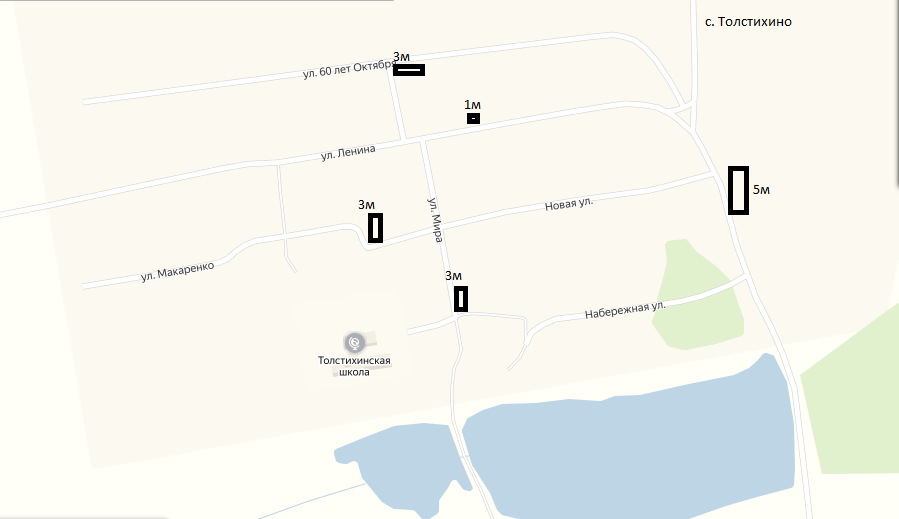 с. Толстихино
3м
ул. 60 лет Октября
1м
ул. Ленина
5м
3м
Новая ул.
ул. Мира
ул. Макаренко
3м
Набережная ул.
Толстихинская
школа